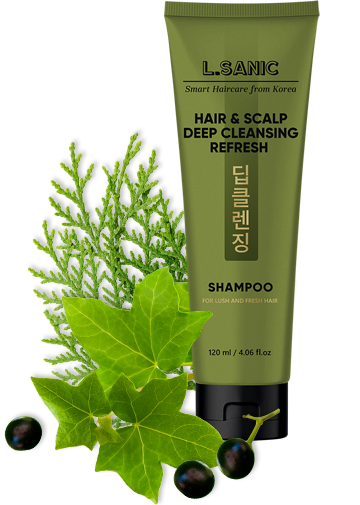 L.SANIC
Smart Haircare from Korea
HAIR & SCALP
DEEP CLEANSING
REFRESH
딥클렌징
SHAMPOO
FOR LUSH AND FRESH HAIR
120 ml / 4.06 fl.oz